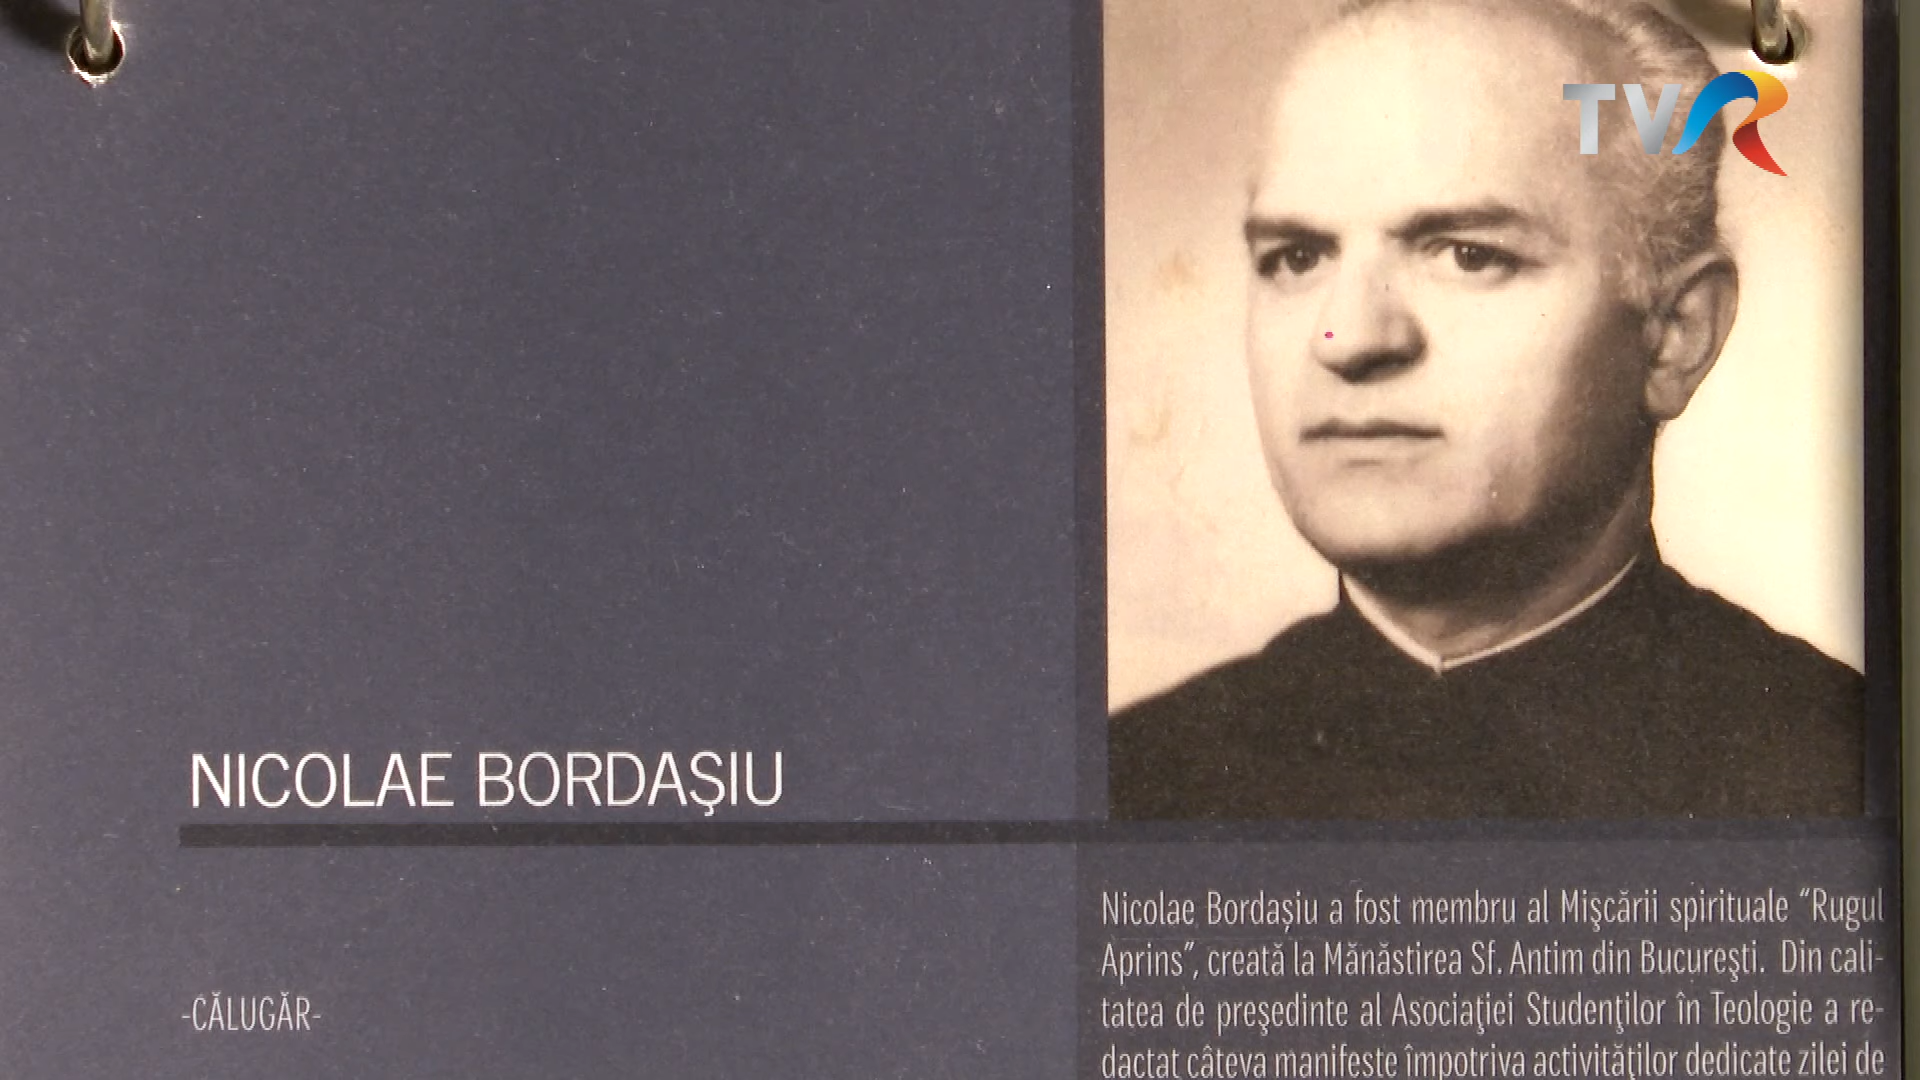 TVR
NICOLAE BORDAŞIU
-CĂLUGĂR-
Nicolae Bordaşiu a fost membru al Mişcării spirituale “Rugul
Aprins”, creată la Mănăstirea Sf. Antim din Bucureşti. Din cali-
tatea de preşedinte al Asociaţiei Studenţilor în Teologie a re-
dactat câteva manifeste împotriva activităţilor dedicate zilei de